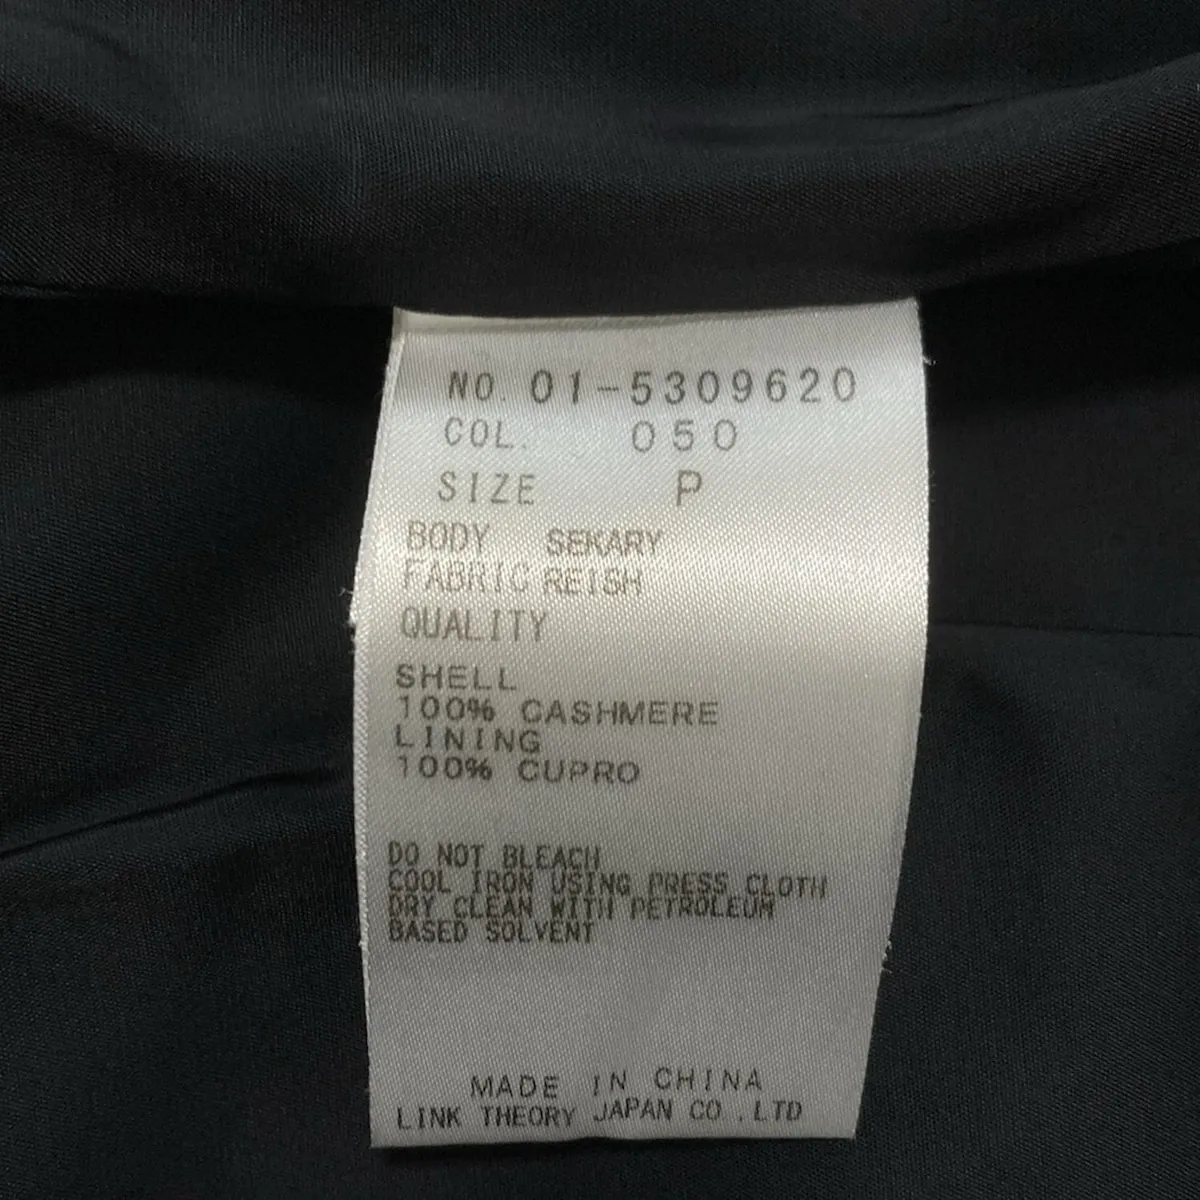 NO. 01-5309620
COL. 050
SIZE P
BODY SEKARY
FABRIC REISH
QUALITY
SHELL
100% CASHMERE
LINING
100% CUPRO
DO NOT BLEACH
COOL IRON USING PRESS CLOTH
DRY CLEAN WITH PETROLEUM
BASED SOLVENT
MADE IN CHINA
LINK THEORY JAPAN CO.,LTD